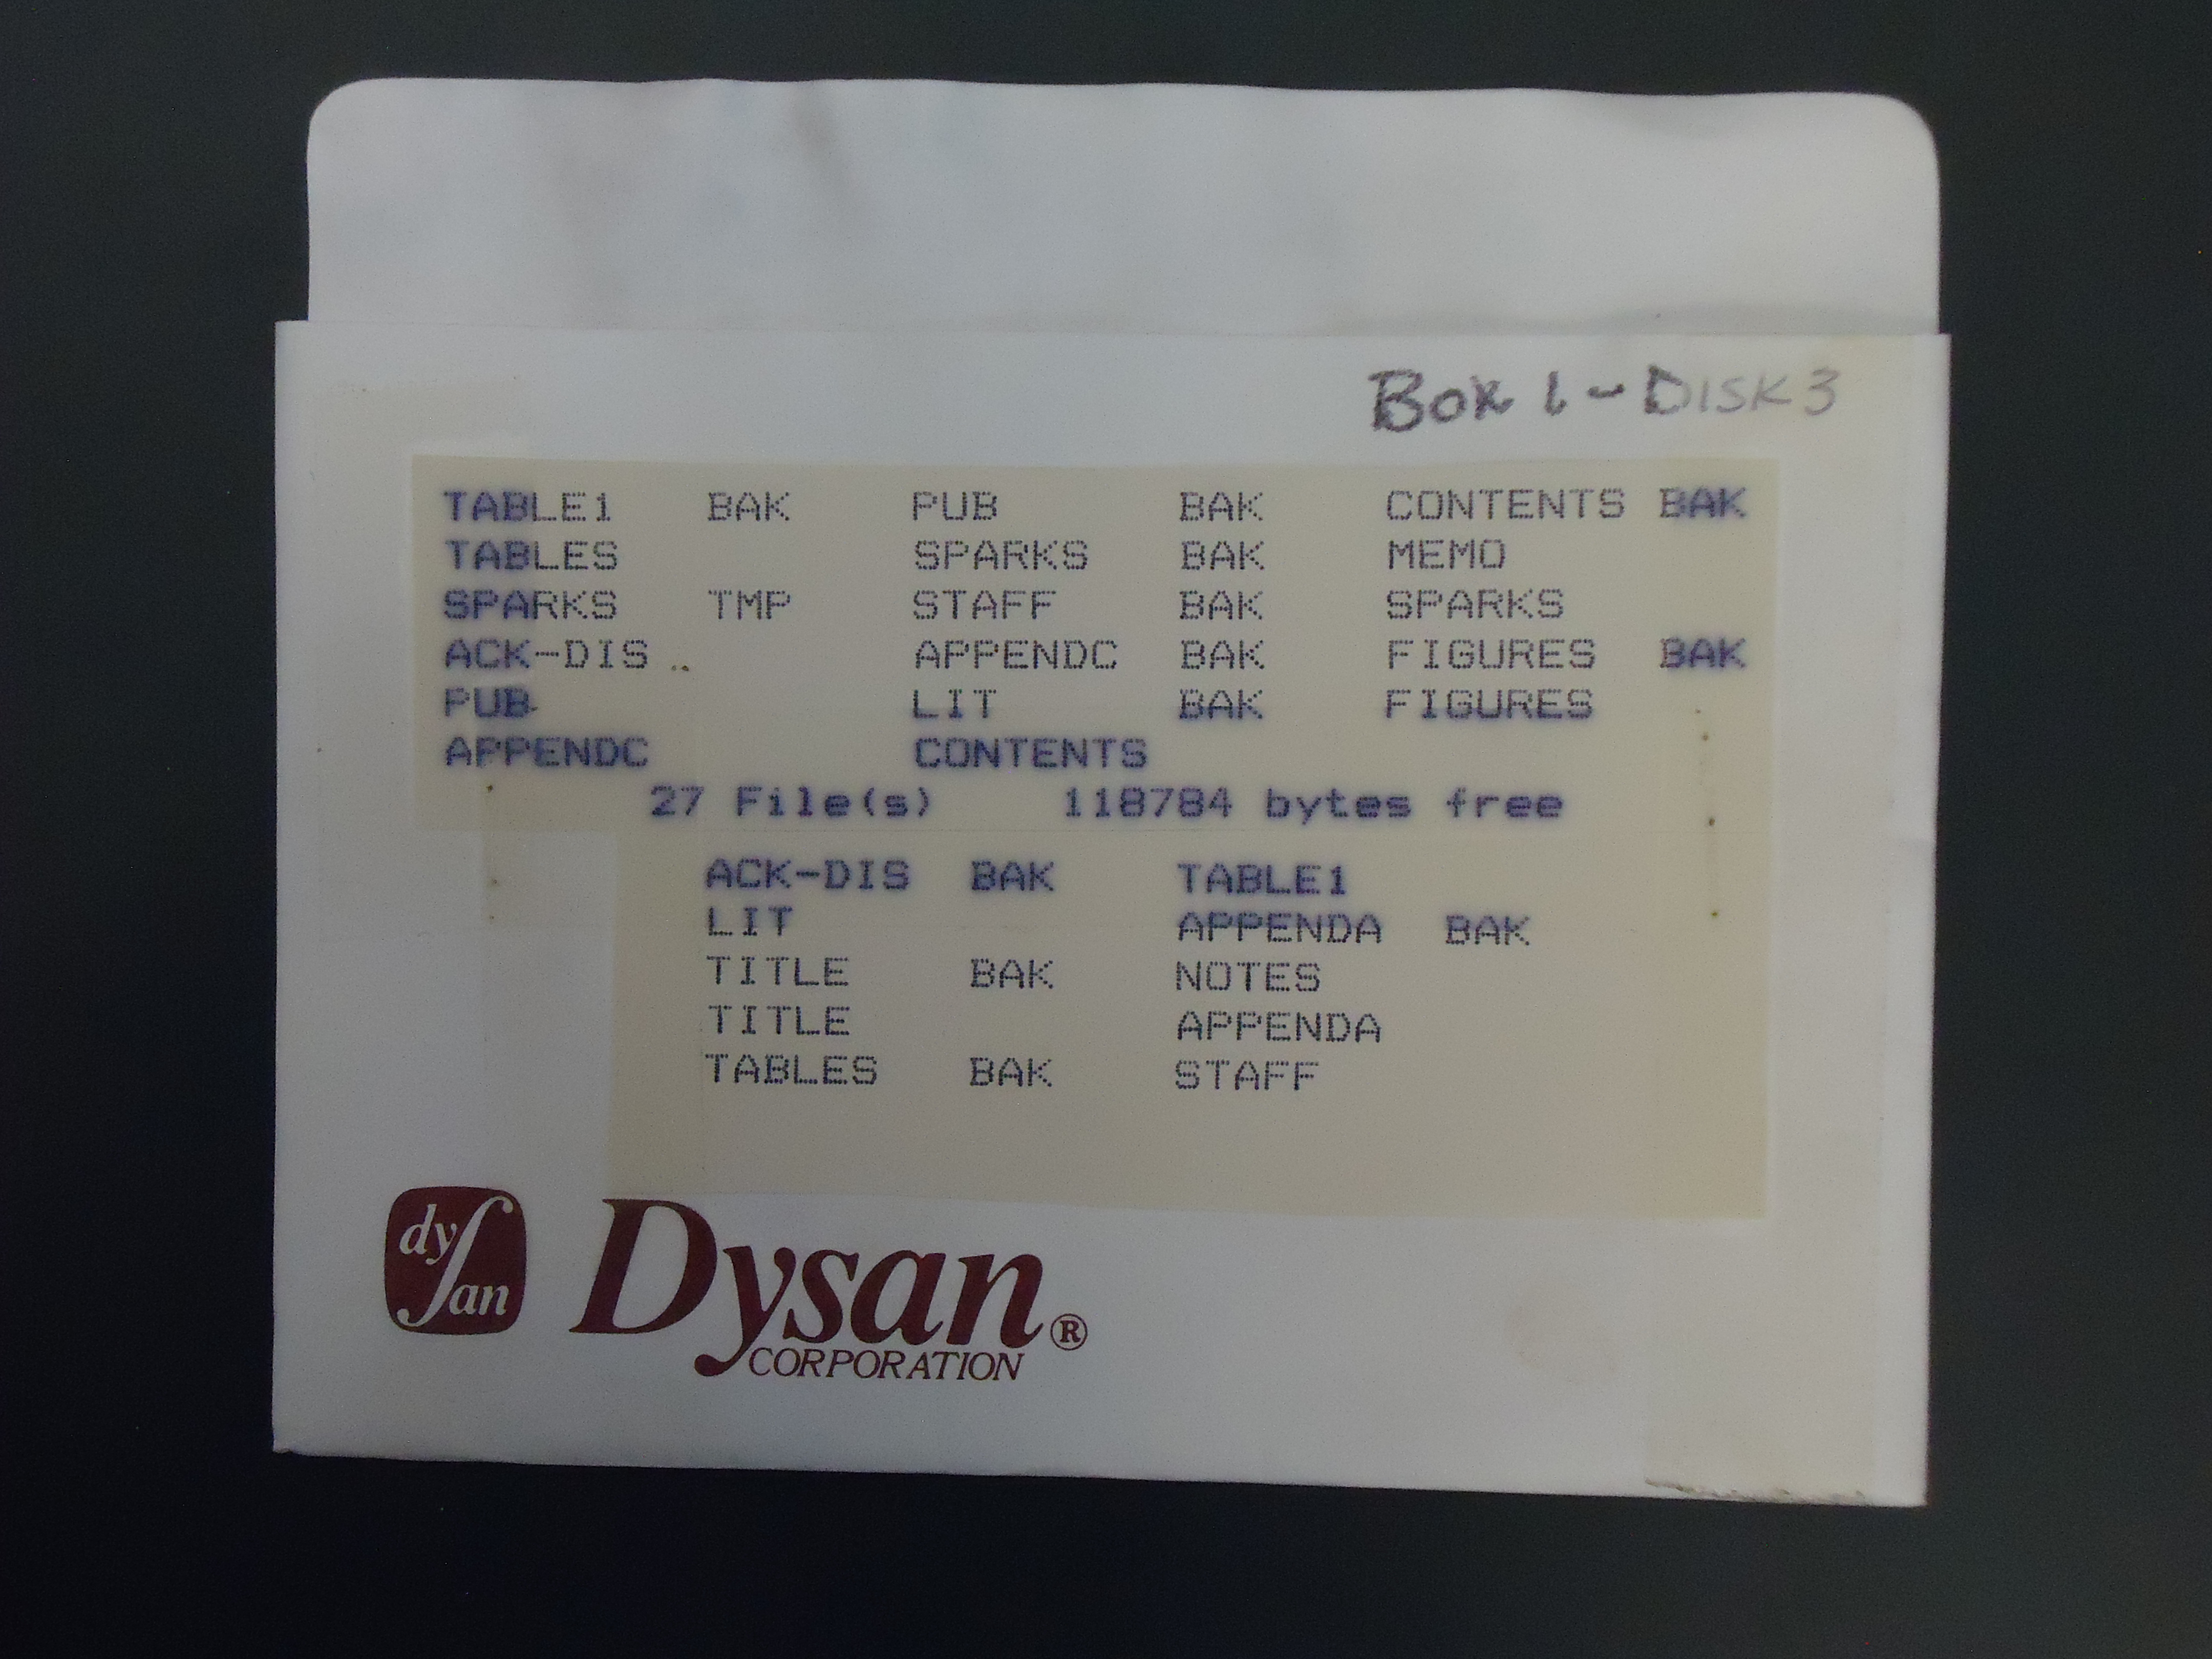 Box 1 - Disk 3
TABLE1 BAK PUB BAK CONTENTS BAK
TABLES SPARKS BAK MEMO
SPARKS TMP STAFF BAK SPARKS
ACK-DIS APPENDC BAK FIGURES BAK
PUB LIT BAK FIGURES
APPENDC CONTENTS
27 File(s) 118784 bytes free
ACK-DIS BAK TABLE1
LIT APPENDA BAK
TITLE BAK NOTES
TITLE APPENDA
TABLES BAK STAFF
dysan Dysan®
CORPORATION